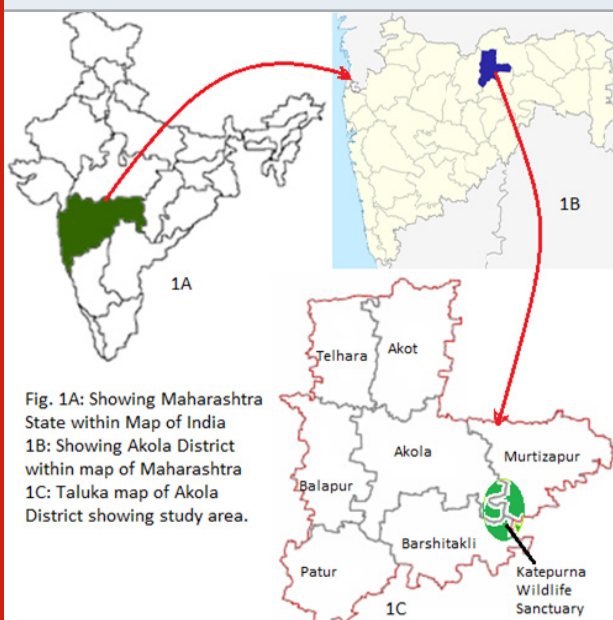 1A
1B
Telhara
Akot
Fig. 1A: Showing Maharashtra
State within Map of India
1B: Showing Akola District
within map of Maharashtra
1C: Taluka map of Akola
District showing study area.
Akola
Murtizapur
Balapur
Barshitakli
Patur
Katepurna
Wildlife
Sanctuary
1C